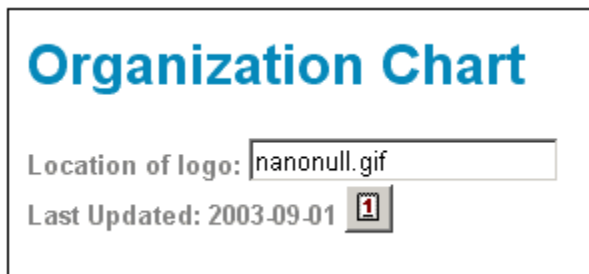 Organization Chart
Location of logo: nanonull.gif
Last Updated: 2003-09-01 1